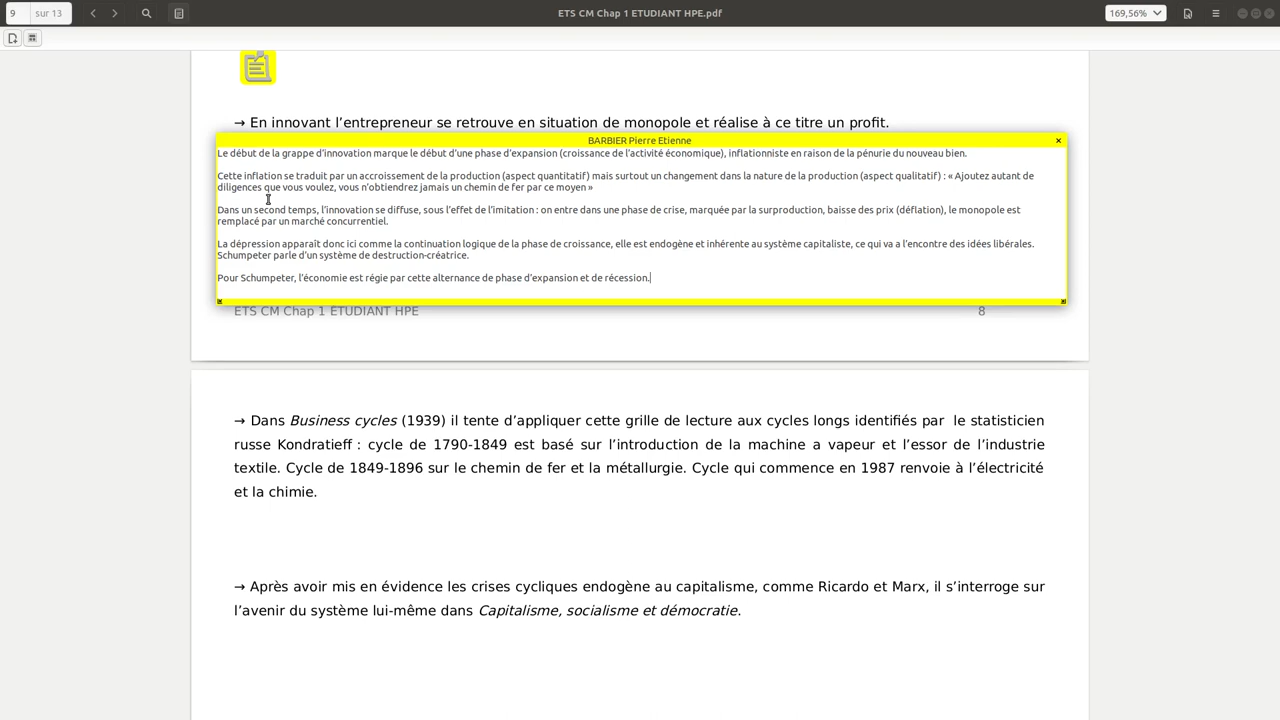 9 sur 13
ETS CM Chap 1 ETUDIANT HPE.pdf
169,56%
→ En innovant l’entrepreneur se retrouve en situation de monopole et réalise à ce titre un profit.
BARBIER Pierre Etienne
Le début de la grappe d'innovation marque le début d'une phase d'expansion (croissance de l'activité économique), inflationniste en raison de la pénurie du nouveau bien.
Cette inflation se traduit par un accroissement de la production (aspect quantitatif) mais surtout un changement dans la nature de la production (aspect qualitatif) : « Ajoutez autant de
diligences que vous voulez, vous n'obtiendrez jamais un chemin de fer par ce moyen »
Dans un second temps, l'innovation se diffuse, sous l'effet de l'imitation : on entre dans une phase de crise, marquée par la surproduction, baisse des prix (déflation), le monopole est
remplacé par un marché concurrentiel.
La dépression apparaît donc ici comme la continuation logique de la phase de croissance, elle est endogène et inhérente au système capitaliste, ce qui va a l'encontre des idées libérales.
Schumpeter parle d'un système de destruction-créatrice.
Pour Schumpeter, l'économie est régie par cette alternance de phase d'expansion et de récession.
ETS CM Chap 1 ETUDIANT HPE 8
→ Dans Business cycles (1939) il tente d’appliquer cette grille de lecture aux cycles longs identifiés par le statisticien
russe Kondratieff : cycle de 1790-1849 est basé sur l’introduction de la machine a vapeur et l’essor de l’industrie
textile. Cycle de 1849-1896 sur le chemin de fer et la métallurgie. Cycle qui commence en 1987 renvoie à l’électricité
et la chimie.
→ Après avoir mis en évidence les crises cycliques endogène au capitalisme, comme Ricardo et Marx, il s’interroge sur
l’avenir du système lui-même dans Capitalisme, socialisme et démocratie.